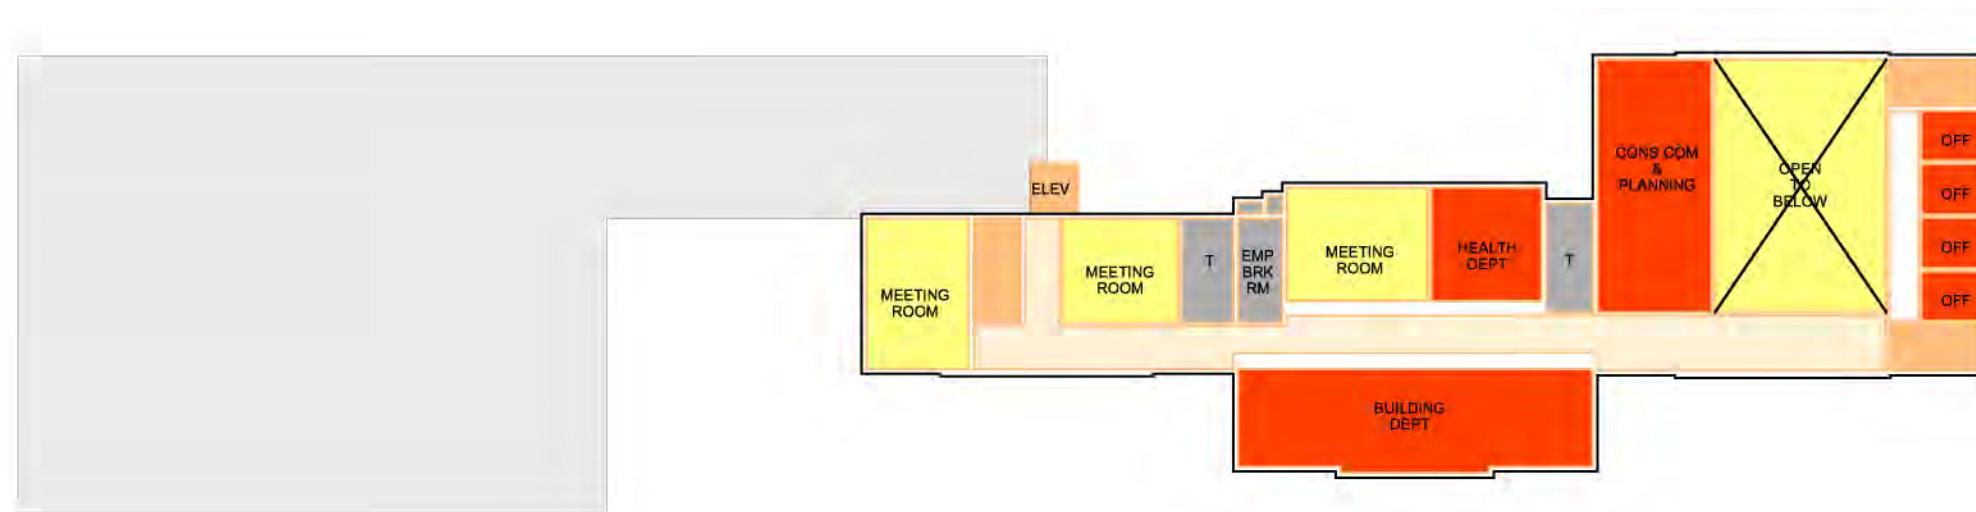 ELEV
MEETING
ROOM
MEETING
ROOM
T
EMP
BRK
RM
MEETING
ROOM
HEALTH
DEPT
T
CONS COM
&
PLANNING
OPEN
TO
BELOW
OFF
OFF
OFF
OFF
BUILDING
DEPT